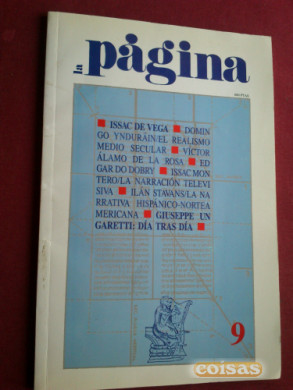 la página
■ ISSAC DE VEGA ■ DOMIN
GO YNDURÁIN/EL REALISMO
MEDIO SECULAR ■ VÍCTOR
ÁLAMO DE LA ROSA ■ ED
GAR DO DOBRY ■ ISSAC MON
TERO/LA NARRACIÓN TELEVI
SIVA ■ ILÁN STAVANS/LA NA
RRATIVA HISPÁNICO-NORTEA
MERICANA ■ GIUSEPPE UN
GARETTI: DÍA TRAS DÍA ■
9
coisas